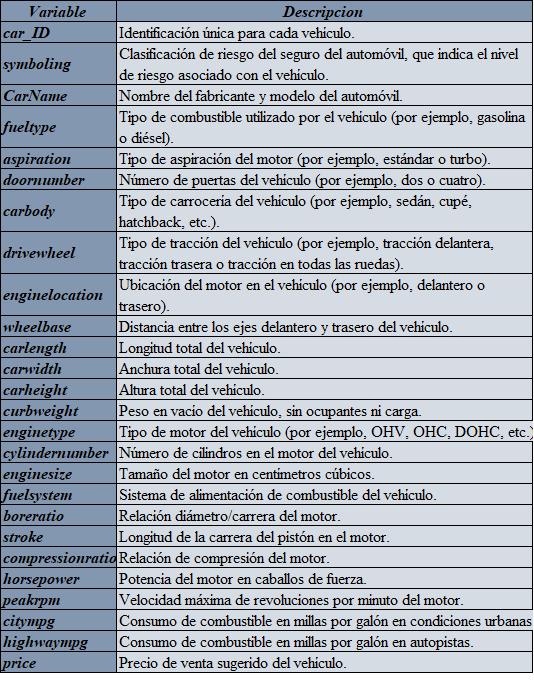 Variable Descripcion
car_ID Identificación única para cada vehículo.
symboling Clasificación de riesgo del seguro del automóvil, que indica el nivel
de riesgo asociado con el vehículo.
CarName Nombre del fabricante y modelo del automóvil.
fueltype Tipo de combustible utilizado por el vehículo (por ejemplo, gasolina
o diésel).
aspiration Tipo de aspiración del motor (por ejemplo, estándar o turbo).
doornumber Número de puertas del vehículo (por ejemplo, dos o cuatro).
carbody Tipo de carrocería del vehículo (por ejemplo, sedán, cupé,
hatchback, etc.).
drivewheel Tipo de tracción del vehículo (por ejemplo, tracción delantera,
tracción trasera o tracción en todas las ruedas).
enginelocation Ubicación del motor en el vehículo (por ejemplo, delantero o
trasero).
wheelbase Distancia entre los ejes delantero y trasero del vehículo.
carlength Longitud total del vehículo.
carwidth Anchura total del vehículo.
carheight Altura total del vehículo.
curbweight Peso en vacío del vehículo, sin ocupantes ni carga.
enginetype Tipo de motor del vehículo (por ejemplo, OHV, OHC, DOHC, etc.)
cylindernumber Número de cilindros en el motor del vehículo.
enginesize Tamaño del motor en centímetros cúbicos.
fuelsystem Sistema de alimentación de combustible del vehículo.
boreratio Relación diámetro/carrera del motor.
stroke Longitud de la carrera del pistón en el motor.
compressionratio Relación de compresión del motor.
horsepower Potencia del motor en caballos de fuerza.
peakrpm Velocidad máxima de revoluciones por minuto del motor.
citympg Consumo de combustible en millas por galón en condiciones urbanas
highwaympg Consumo de combustible en millas por galón en autopistas.
price Precio de venta sugerido del vehículo.